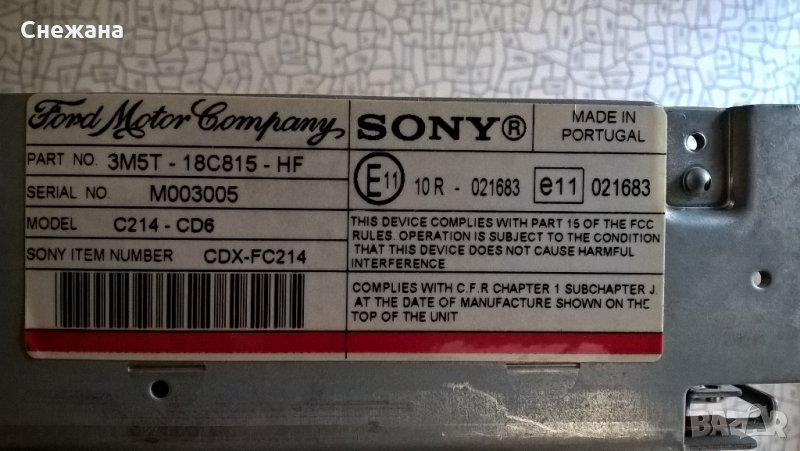 Снежана
Ford Motor Company
PART NO. 3M5T - 18C815 - HF
SERIAL NO. M003005
MODEL C214 - CD6
SONY ITEM NUMBER CDX-FC214
SONY®
MADE IN
PORTUGAL
E11 10 R - 021683 e11 021683
THIS DEVICE COMPLIES WITH PART 15 OF THE FCC
RULES. OPERATION IS SUBJECT TO THE CONDITION
THAT THIS DEVICE DOES NOT CAUSE HARMFUL
INTERFERENCE
COMPLIES WITH C.F.R CHAPTER 1 SUBCHAPTER J.
AT THE DATE OF MANUFACTURE SHOWN ON THE
TOP OF THE UNIT
BAZAR